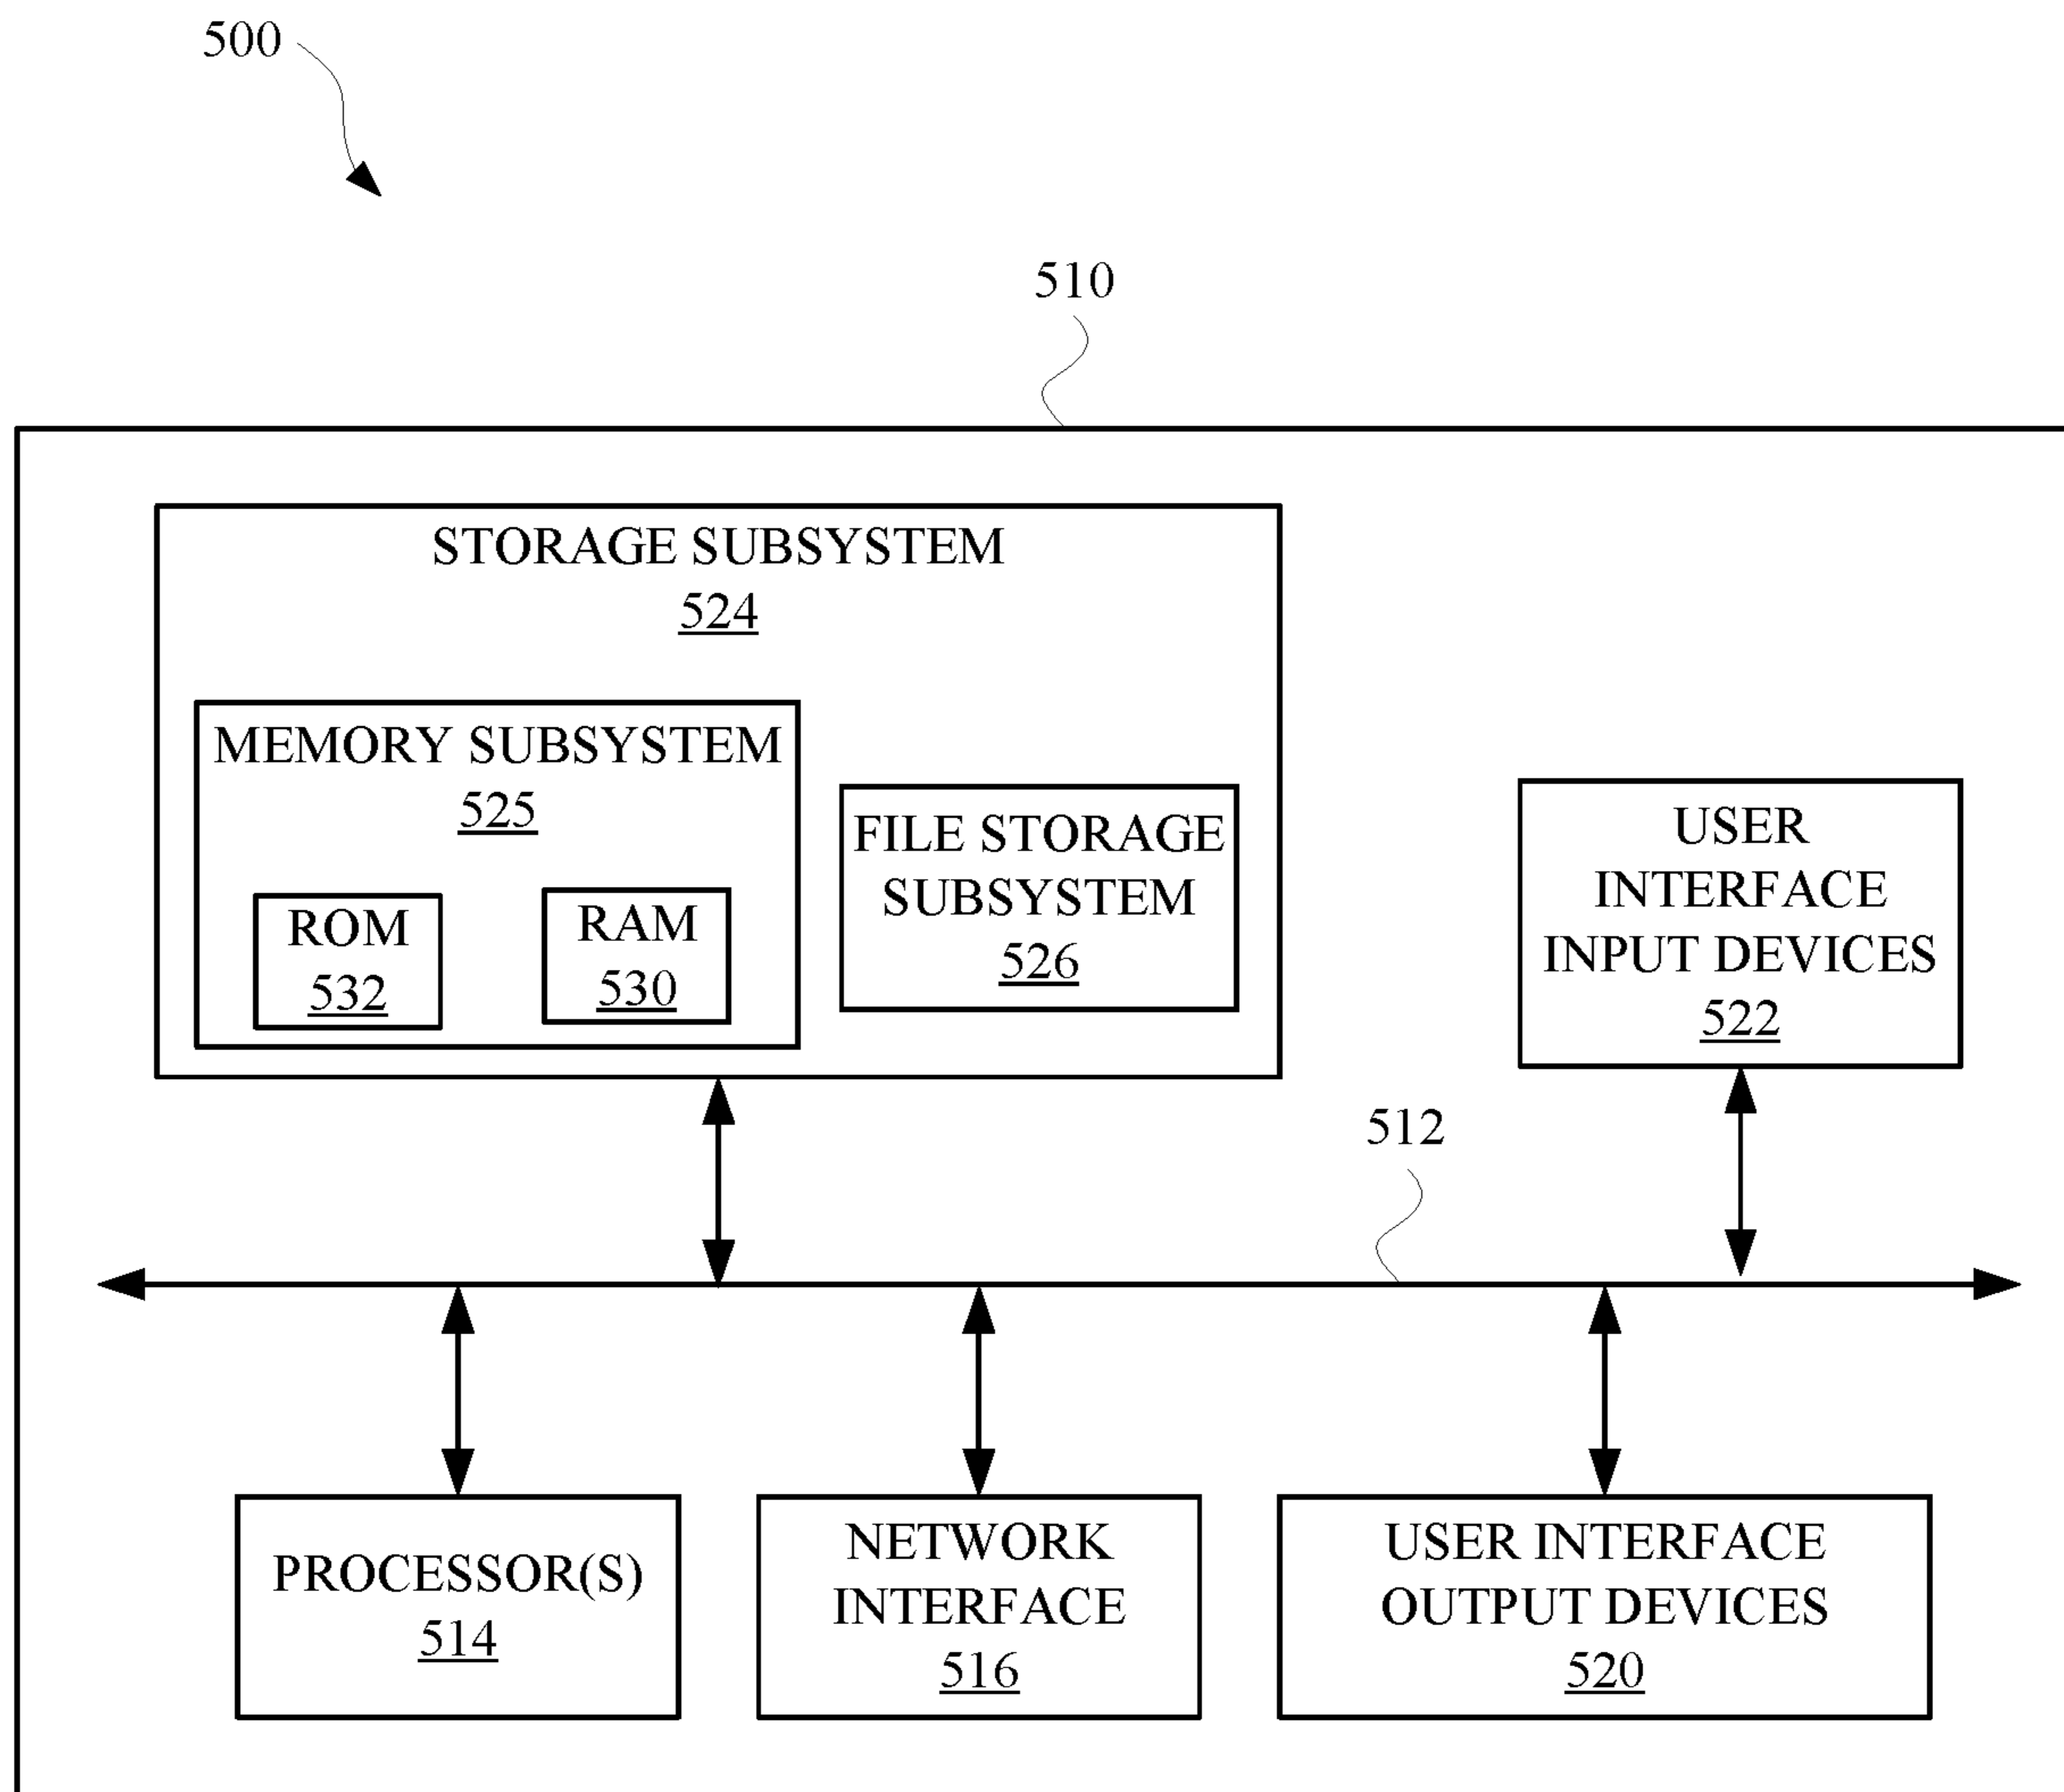 500
510
STORAGE SUBSYSTEM
524
MEMORY SUBSYSTEM
525
ROM
532
RAM
530
FILE STORAGE
SUBSYSTEM
526
USER
INTERFACE
INPUT DEVICES
522
512
PROCESSOR(S)
514
NETWORK
INTERFACE
516
USER INTERFACE
OUTPUT DEVICES
520